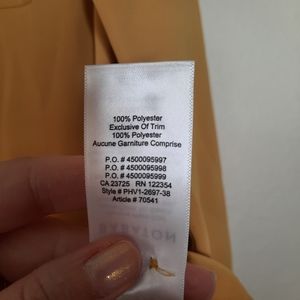 100% Polyester
Exclusive Of Trim
100% Polyester
Aucune Garniture Comprise
P.O. # 4500095997
P.O. # 4500095998
P.O. # 4500095999
CA 23725 RN 122354
Style # PHV1-2697-38
Article # 70541
BABATON